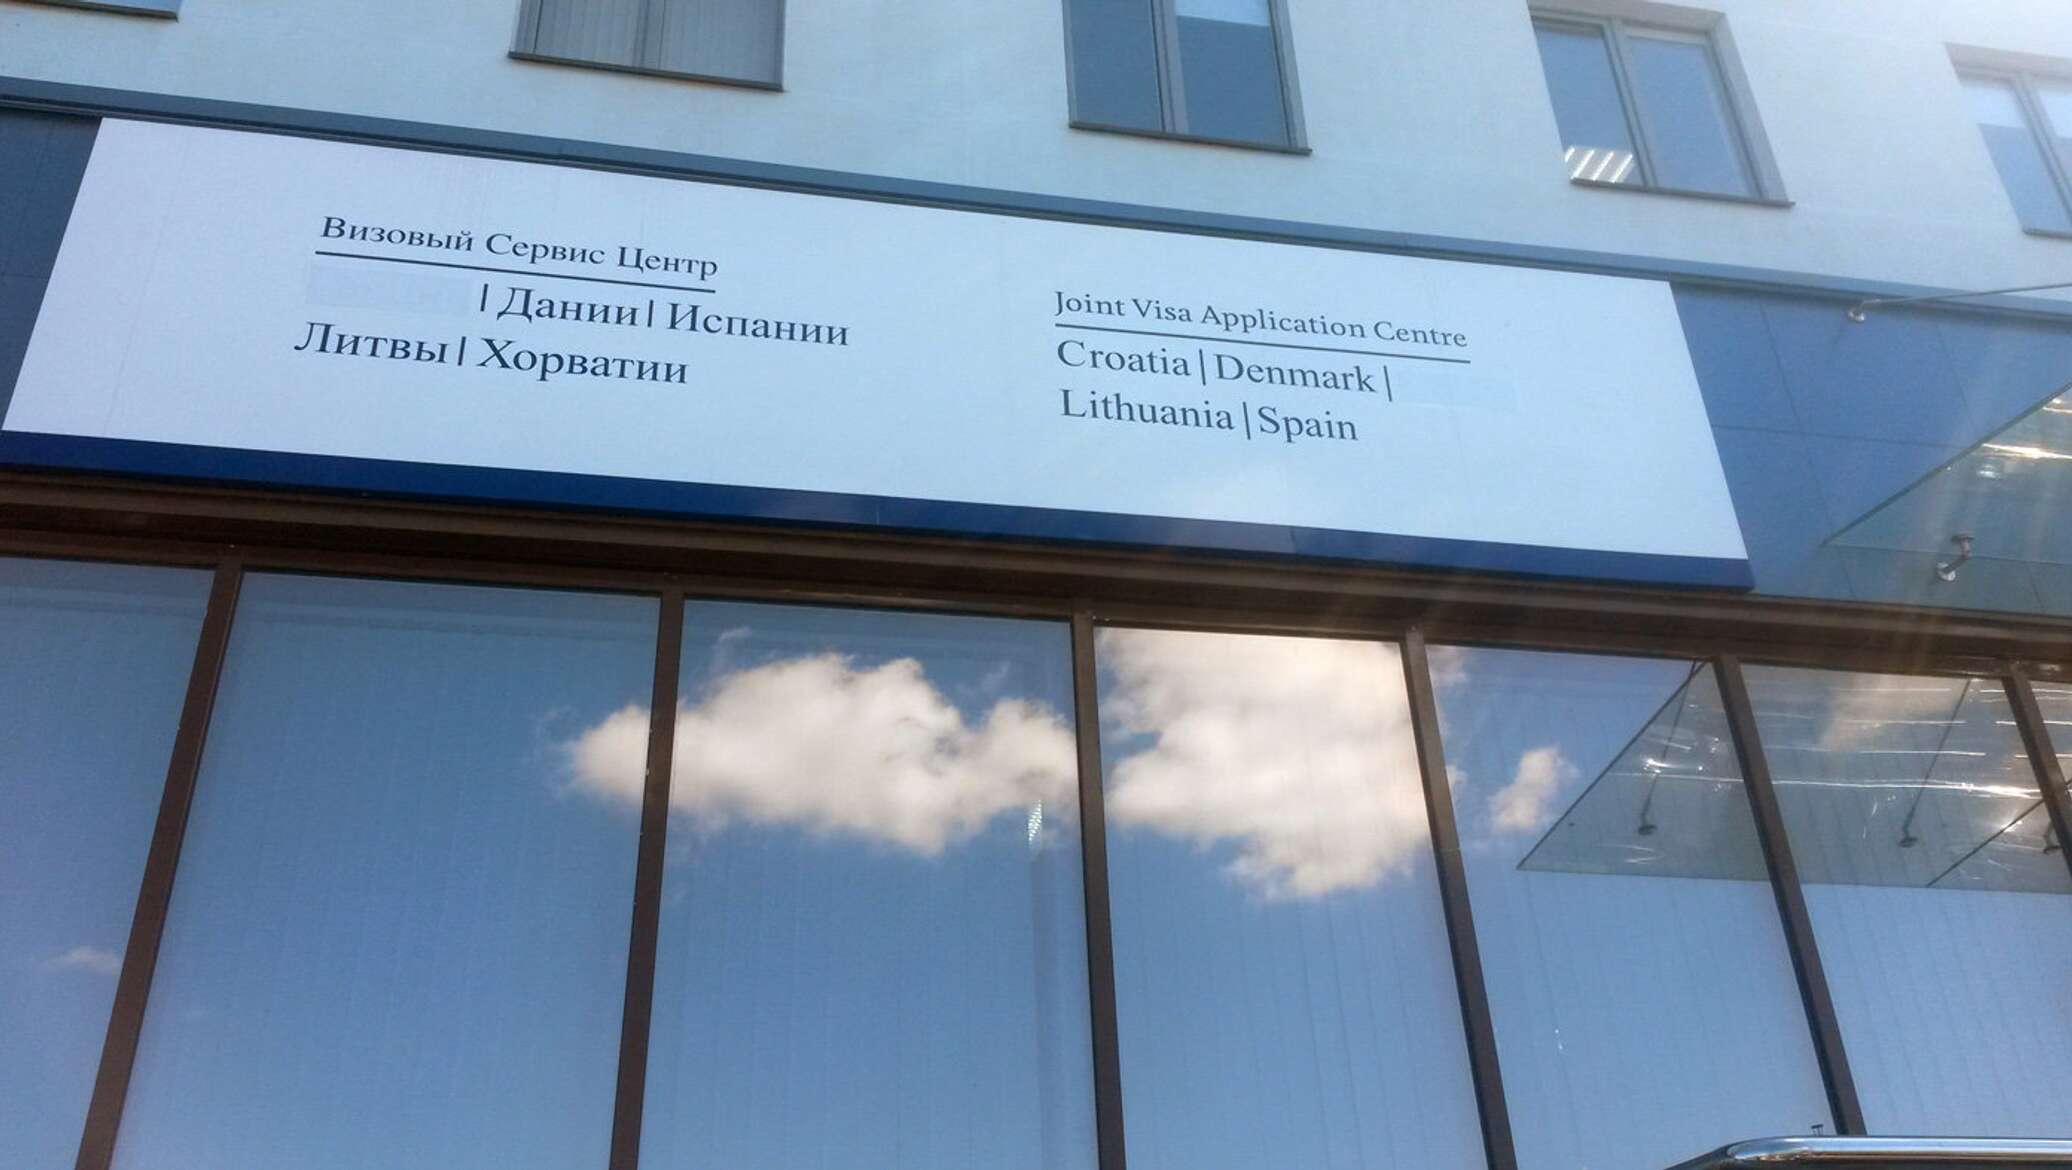 Визовый Сервис Центр
| Дании | Испании
Литвы | Хорватии
Joint Visa Application Centre
Croatia | Denmark |
Lithuania | Spain